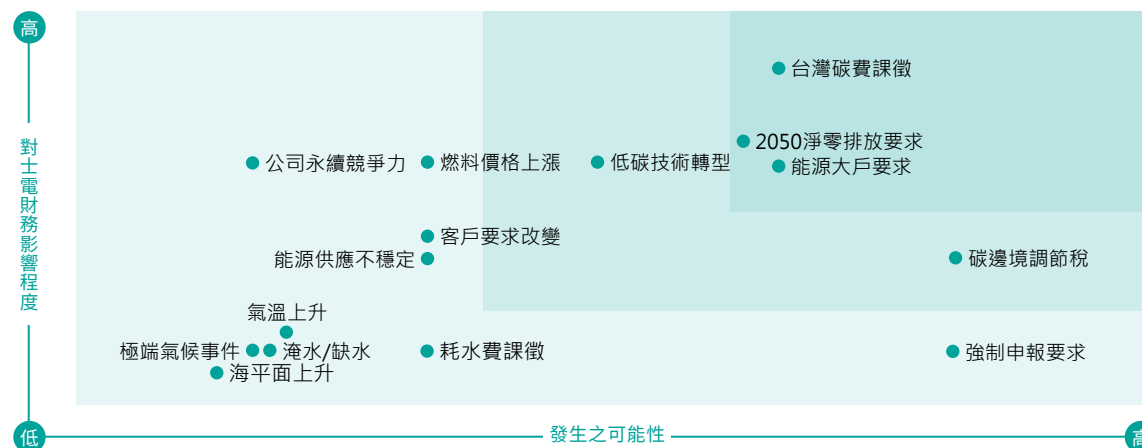 高
台灣碳費課徵
2050淨零排放要求
公司永續競爭力
燃料價格上漲
低碳技術轉型
能源大戶要求
對士電財務影響程度
客戶要求改變
能源供應不穩定
碳邊境調節稅
氣溫上升
極端氣候事件
淹水/缺水
耗水費課徵
強制申報要求
海平面上升
低
發生之可能性
高